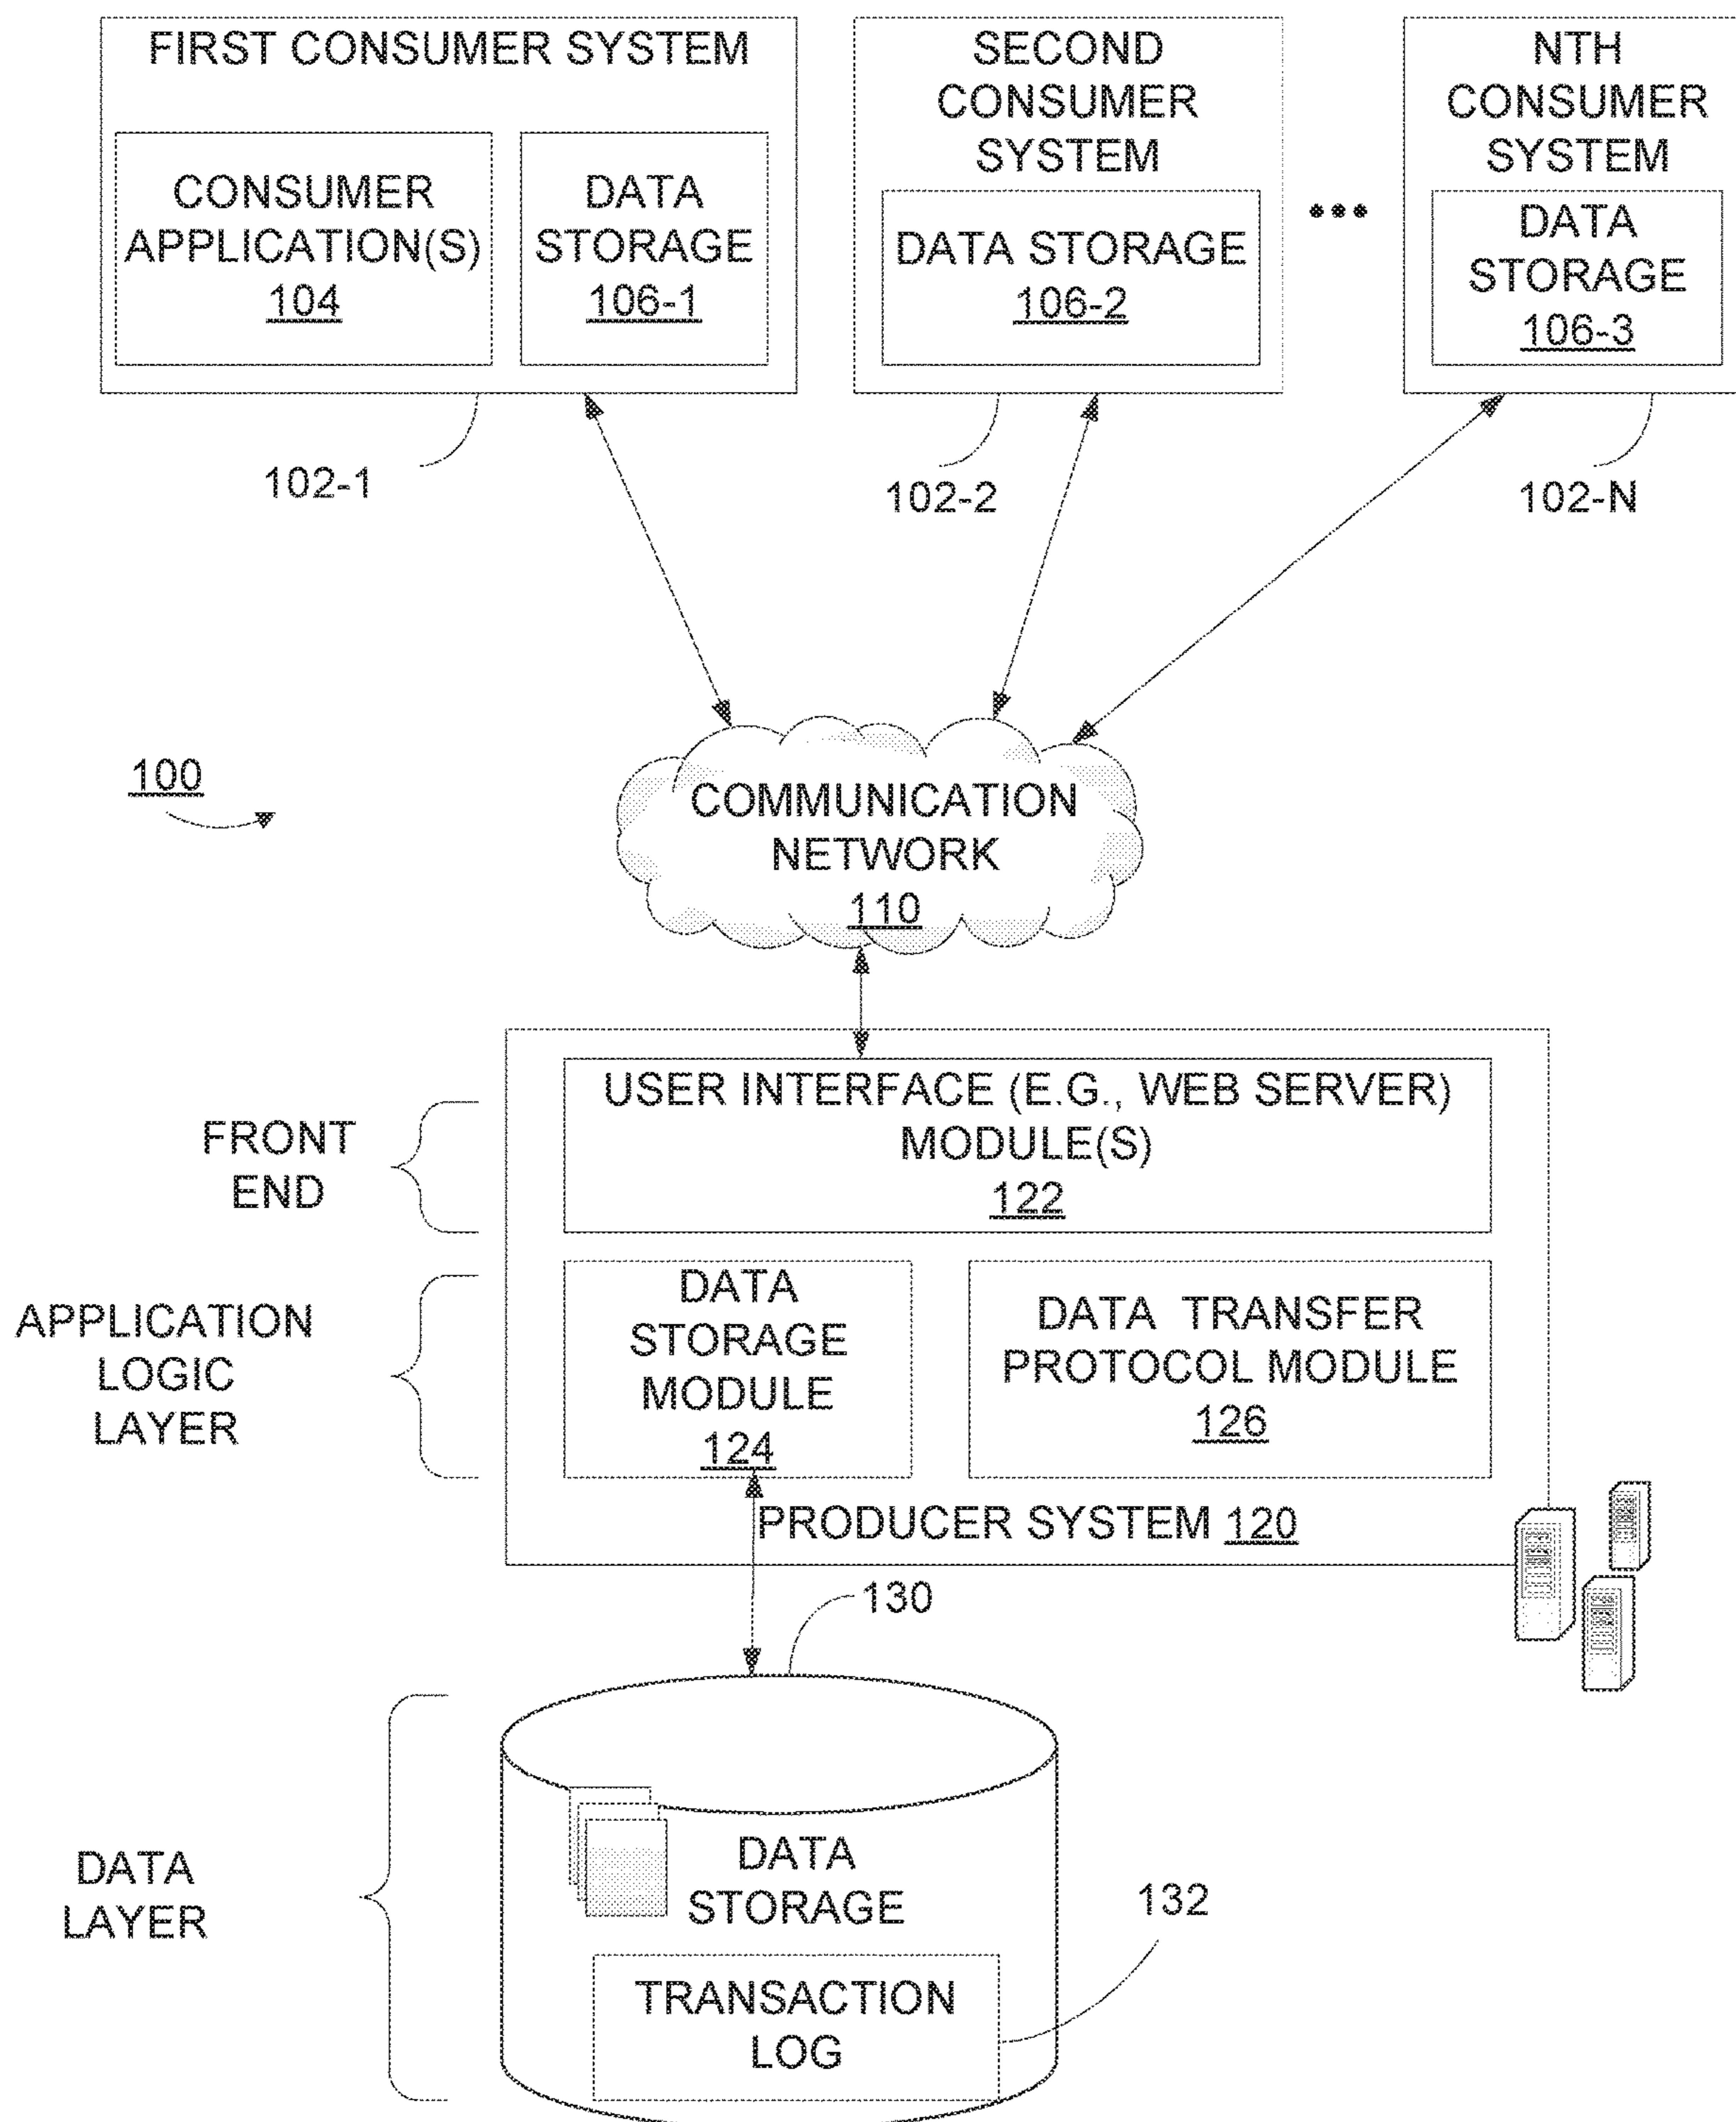 FIRST CONSUMER SYSTEM
CONSUMER
APPLICATION(S)
104
DATA
STORAGE
106-1
102-1
SECOND
CONSUMER
SYSTEM
DATA STORAGE
106-2
102-2
NTH
CONSUMER
SYSTEM
DATA
STORAGE
106-3
102-N
100
COMMUNICATION
NETWORK
110
FRONT
END
USER INTERFACE (E.G., WEB SERVER)
MODULE(S)
122
APPLICATION
LOGIC
LAYER
DATA
STORAGE
MODULE
124
DATA TRANSFER
PROTOCOL MODULE
126
PRODUCER SYSTEM 120
130
DATA
LAYER
DATA
STORAGE
132
TRANSACTION
LOG